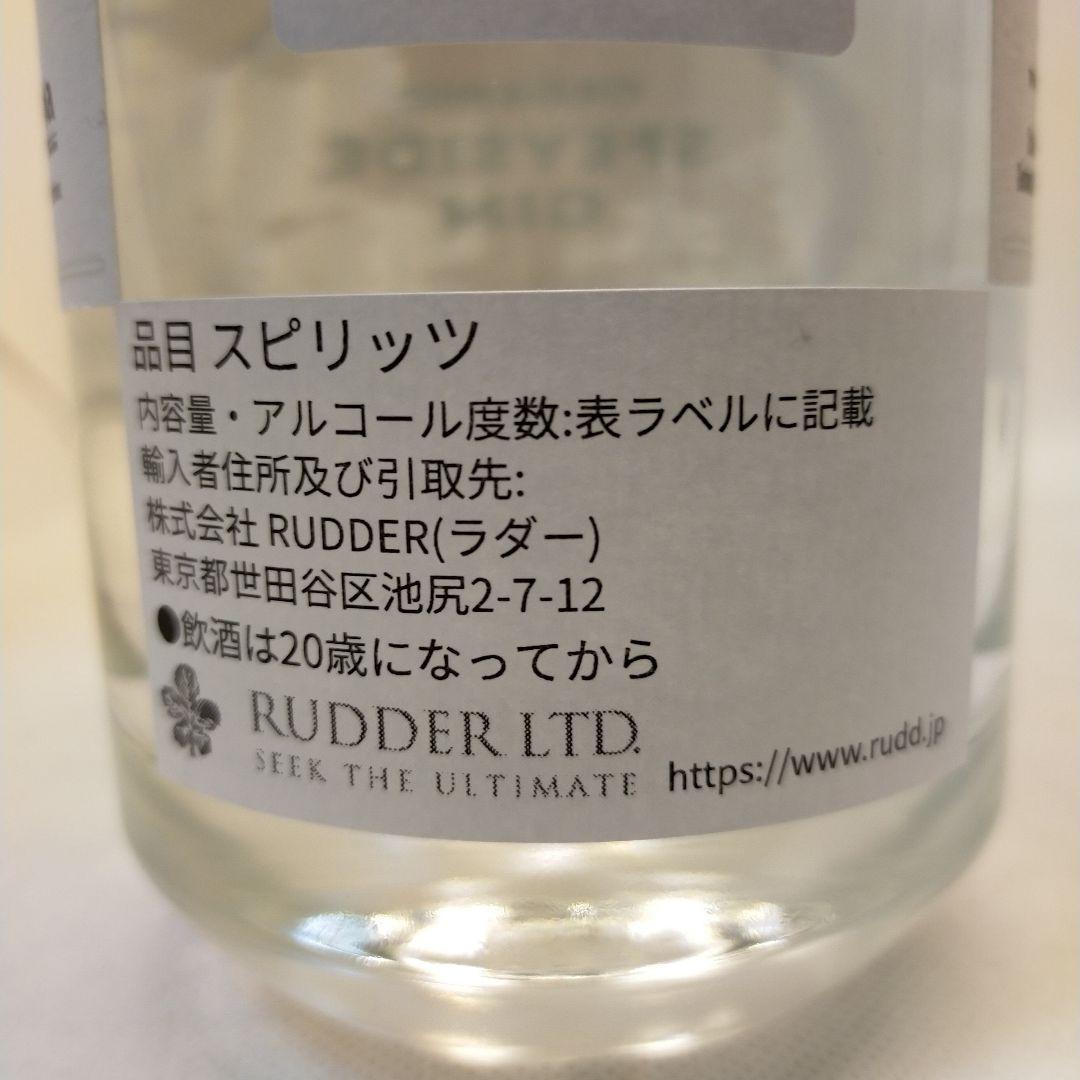 品目 スピリッツ
内容量・アルコール度数:表ラベルに記載
輸入者住所及び引取先:
株式会社 RUDDER(ラダー)
東京都世田谷区池尻2-7-12
●飲酒は20歳になってから
RUDDER LTD.
SEEK THE ULTIMATE
https://www.rudd.jp
SPEYSIDE
GIN